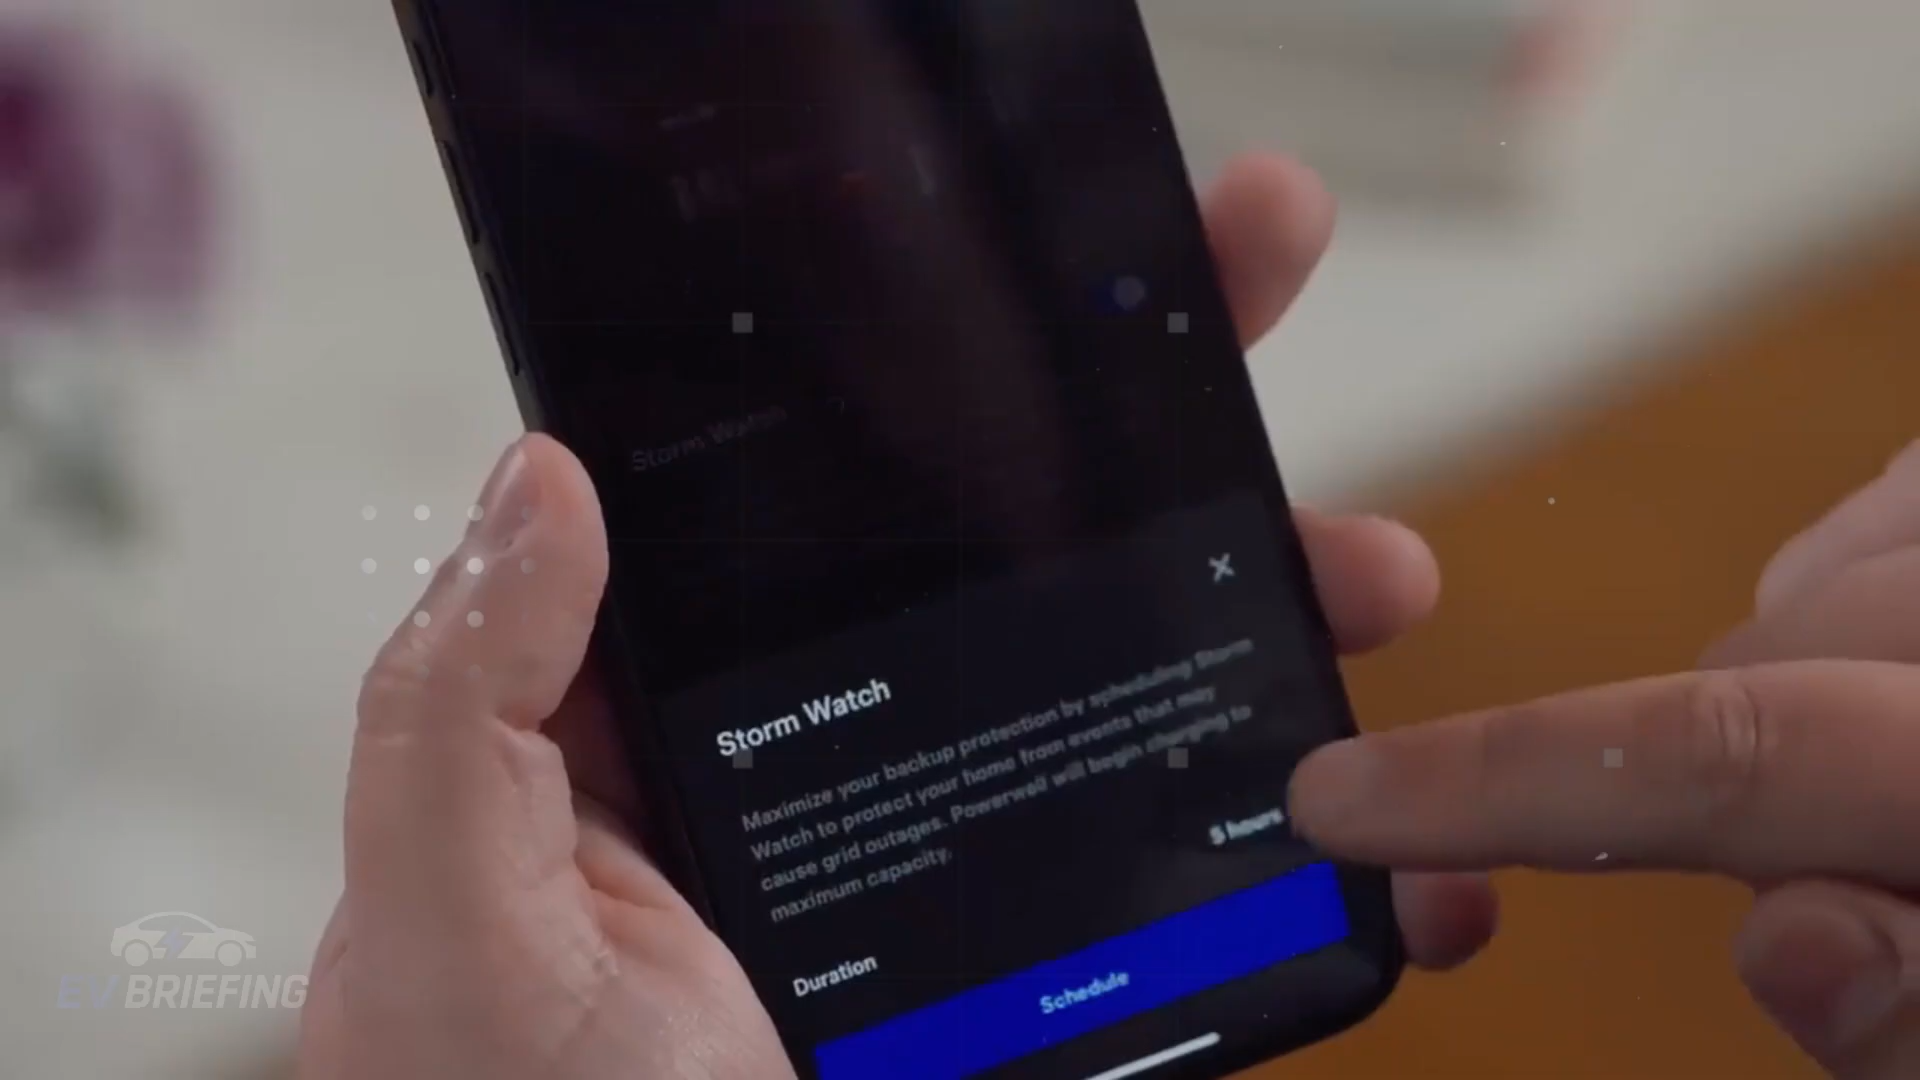 Storm Watch
Storm Watch
Maximize your backup protection by scheduling Storm
Watch to protect your home from events that may
cause grid outages. Powerwall will begin charging to
maximum capacity.
5 hours
Duration
Schedule
EV BRIEFING